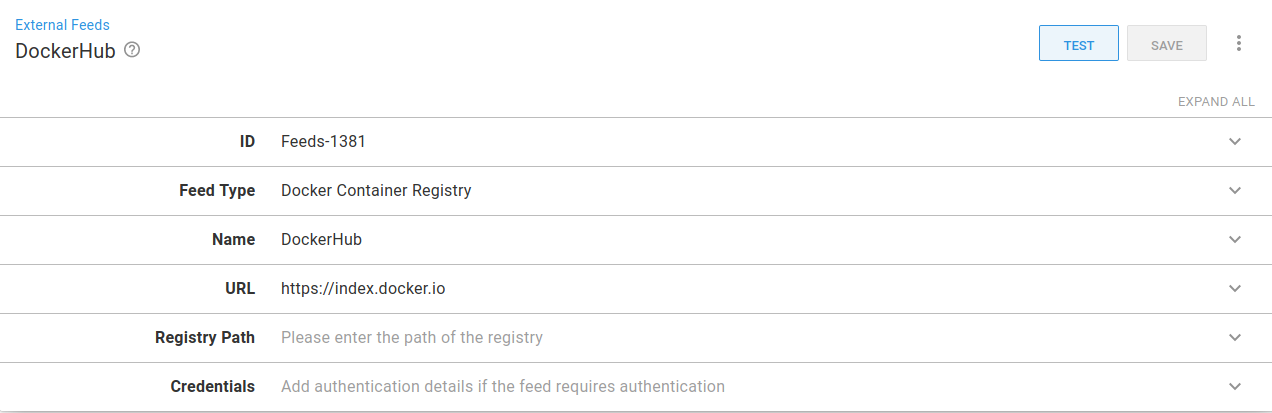 External Feeds
DockerHub
TEST
SAVE
EXPAND ALL
ID Feeds-1381
Feed Type Docker Container Registry
Name DockerHub
URL https://index.docker.io
Registry Path Please enter the path of the registry
Credentials Add authentication details if the feed requires authentication